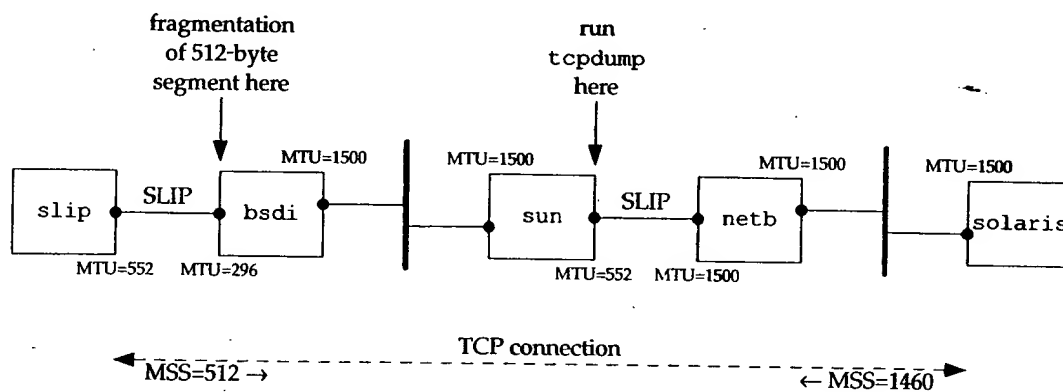 fragmentation
of 512-byte
segment here
run
tcpdump
here
MTU=1500
MTU=1500
MTU=1500
MTU=1500
slip
SLIP
bsdi
sun
SLIP
netb
solaris
MTU=552
MTU=296
MTU=552
MTU=1500
TCP connection
MSS=512 →
← MSS=1460